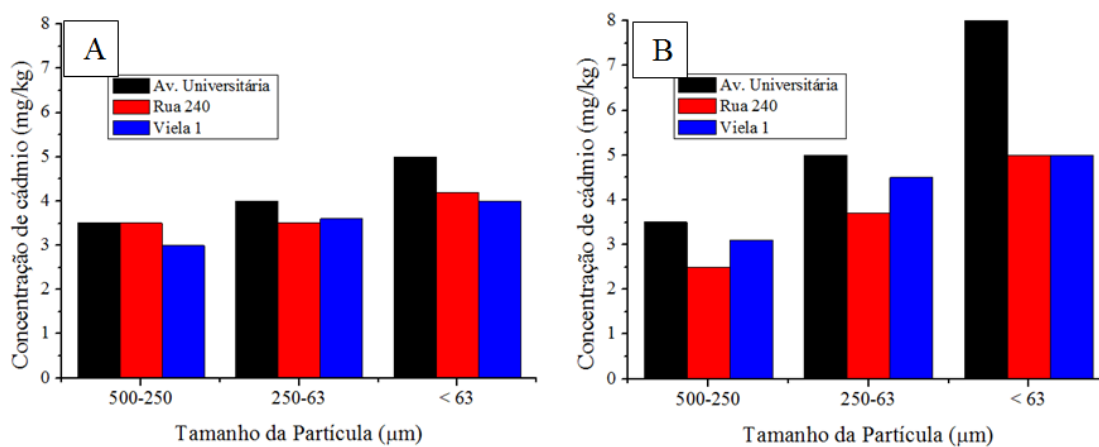 A
Av. Universitária
Rua 240
Viela 1
Concentração de cádmio (mg/kg)
8
7
6
5
4
3
2
1
0
500-250
250-63
< 63
Tamanho da Partícula (µm)
B
Av. Universitária
Rua 240
Viela 1
Concentração de cádmio (mg/kg)
8
7
6
5
4
3
2
1
0
500-250
250-63
< 63
Tamanho da Partícula (µm)